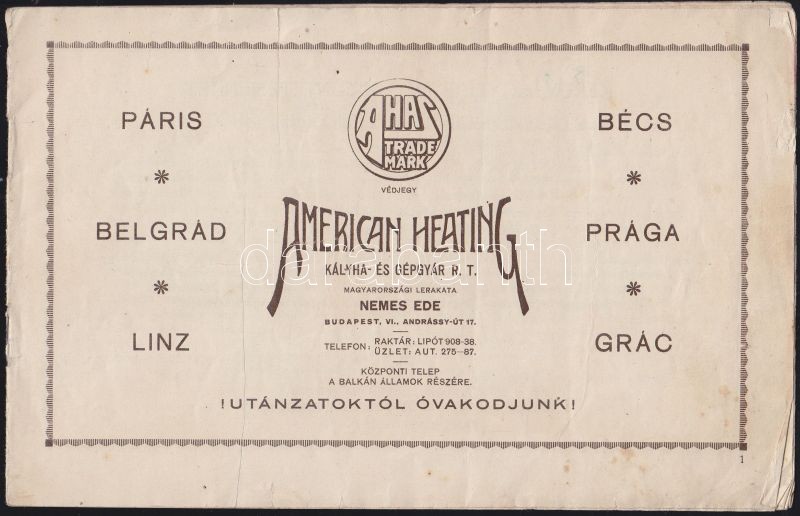 PÁRIS
*
BELGRÁD
*
LINZ
AHAS
TRADE
MARK
VÉDJEGY
AMERICAN HEATING
KÁLYHA- ÉS GÉPGYÁR R. T.
MAGYARORSZÁGI LERAKATA
NEMES EDE
BUDAPEST, VI., ANDRÁSSY-ÚT 17.
TELEFON: RAKTÁR: LIPÓT 908-38.
ÜZLET: AUT. 275—87.
KÖZPONTI TELEP
A BALKÁN ÁLLAMOK RÉSZÉRE.
BÉCS
*
PRÁGA
*
GRÁC
!UTÁNZATOKTÓL ÓVAKODJUNK!
1
darabanth